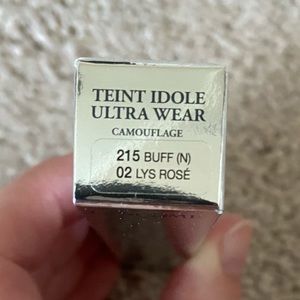 TEINT IDOLE
ULTRA WEAR
CAMOUFLAGE
215 BUFF (N)
02 LYS ROSÉ